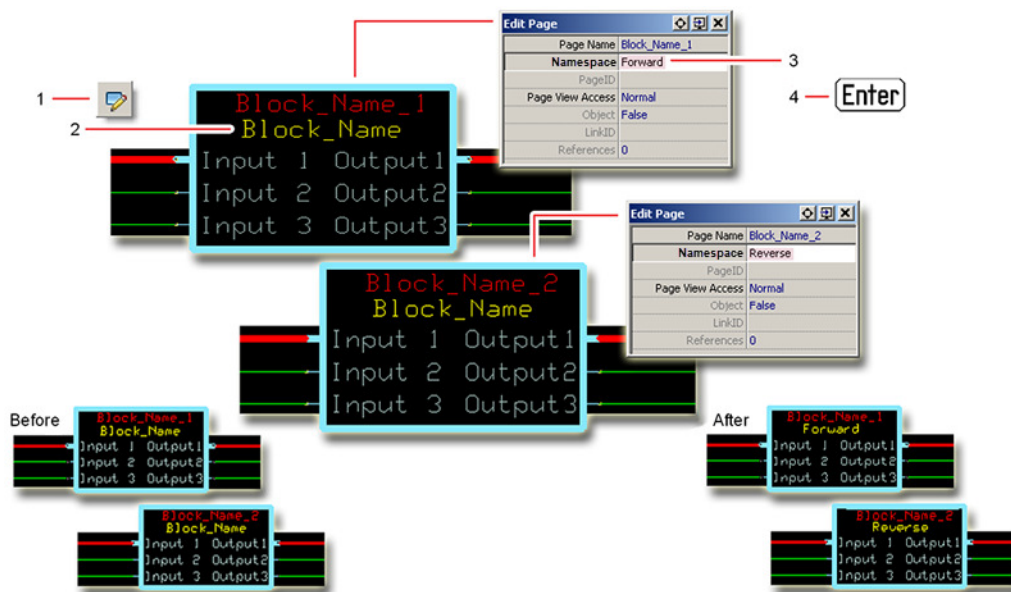 Edit Page
Page Name Block_Name_1
Namespace Forward
PageID
Page View Access Normal
Object False
LinkID
References 0
3
4
Enter
1
2
Block_Name_1
Block_Name
Input 1 Output1
Input 2 Output2
Input 3 Output3
Edit Page
Page Name Block_Name_2
Namespace Reverse
PageID
Page View Access Normal
Object False
LinkID
References 0
Block_Name_2
Block_Name
Input 1 Output1
Input 2 Output2
Input 3 Output3
Before
Block_Name_1
Block_Name
Input 1 Output1
Input 2 Output2
Input 3 Output3
Block_Name_2
Block_Name
Input 1 Output1
Input 2 Output2
Input 3 Output3
After
Block_Name_1
Forward
Input 1 Output1
Input 2 Output2
Input 3 Output3
Block_Name_2
Reverse
Input 1 Output1
Input 2 Output2
Input 3 Output3